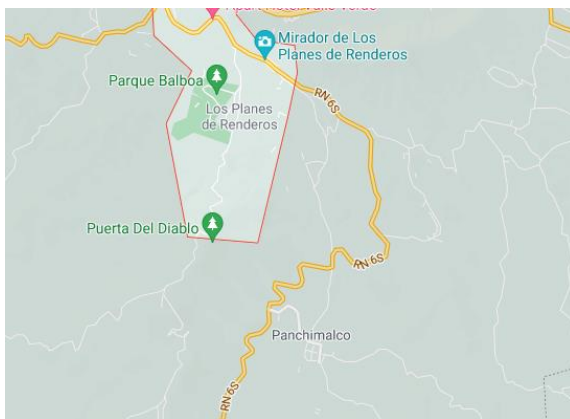 Mirador de Los
Planes de Renderos
Parque Balboa
Los Planes
de Renderos
RN 6S
Puerta Del Diablo
RN 6S
Panchimalco
RN 6S